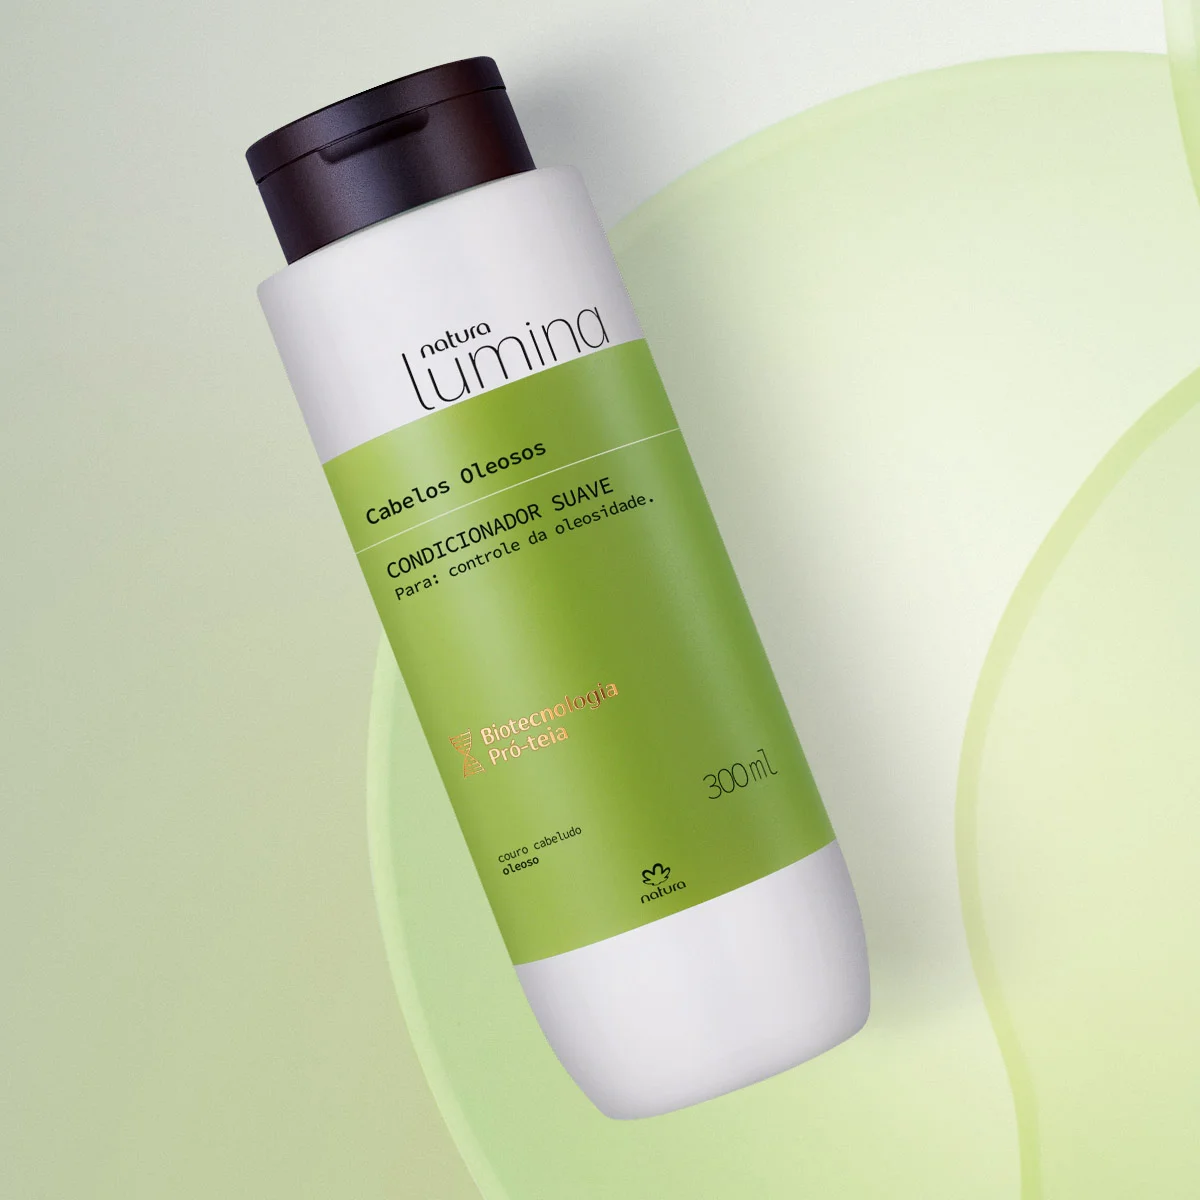 natura
lumina
Cabelos Oleosos
CONDICIONADOR SUAVE
Para: controle da oleosidade.
Biotecnologia
Pró-teia
300ml
couro cabeludo
oleoso
natura